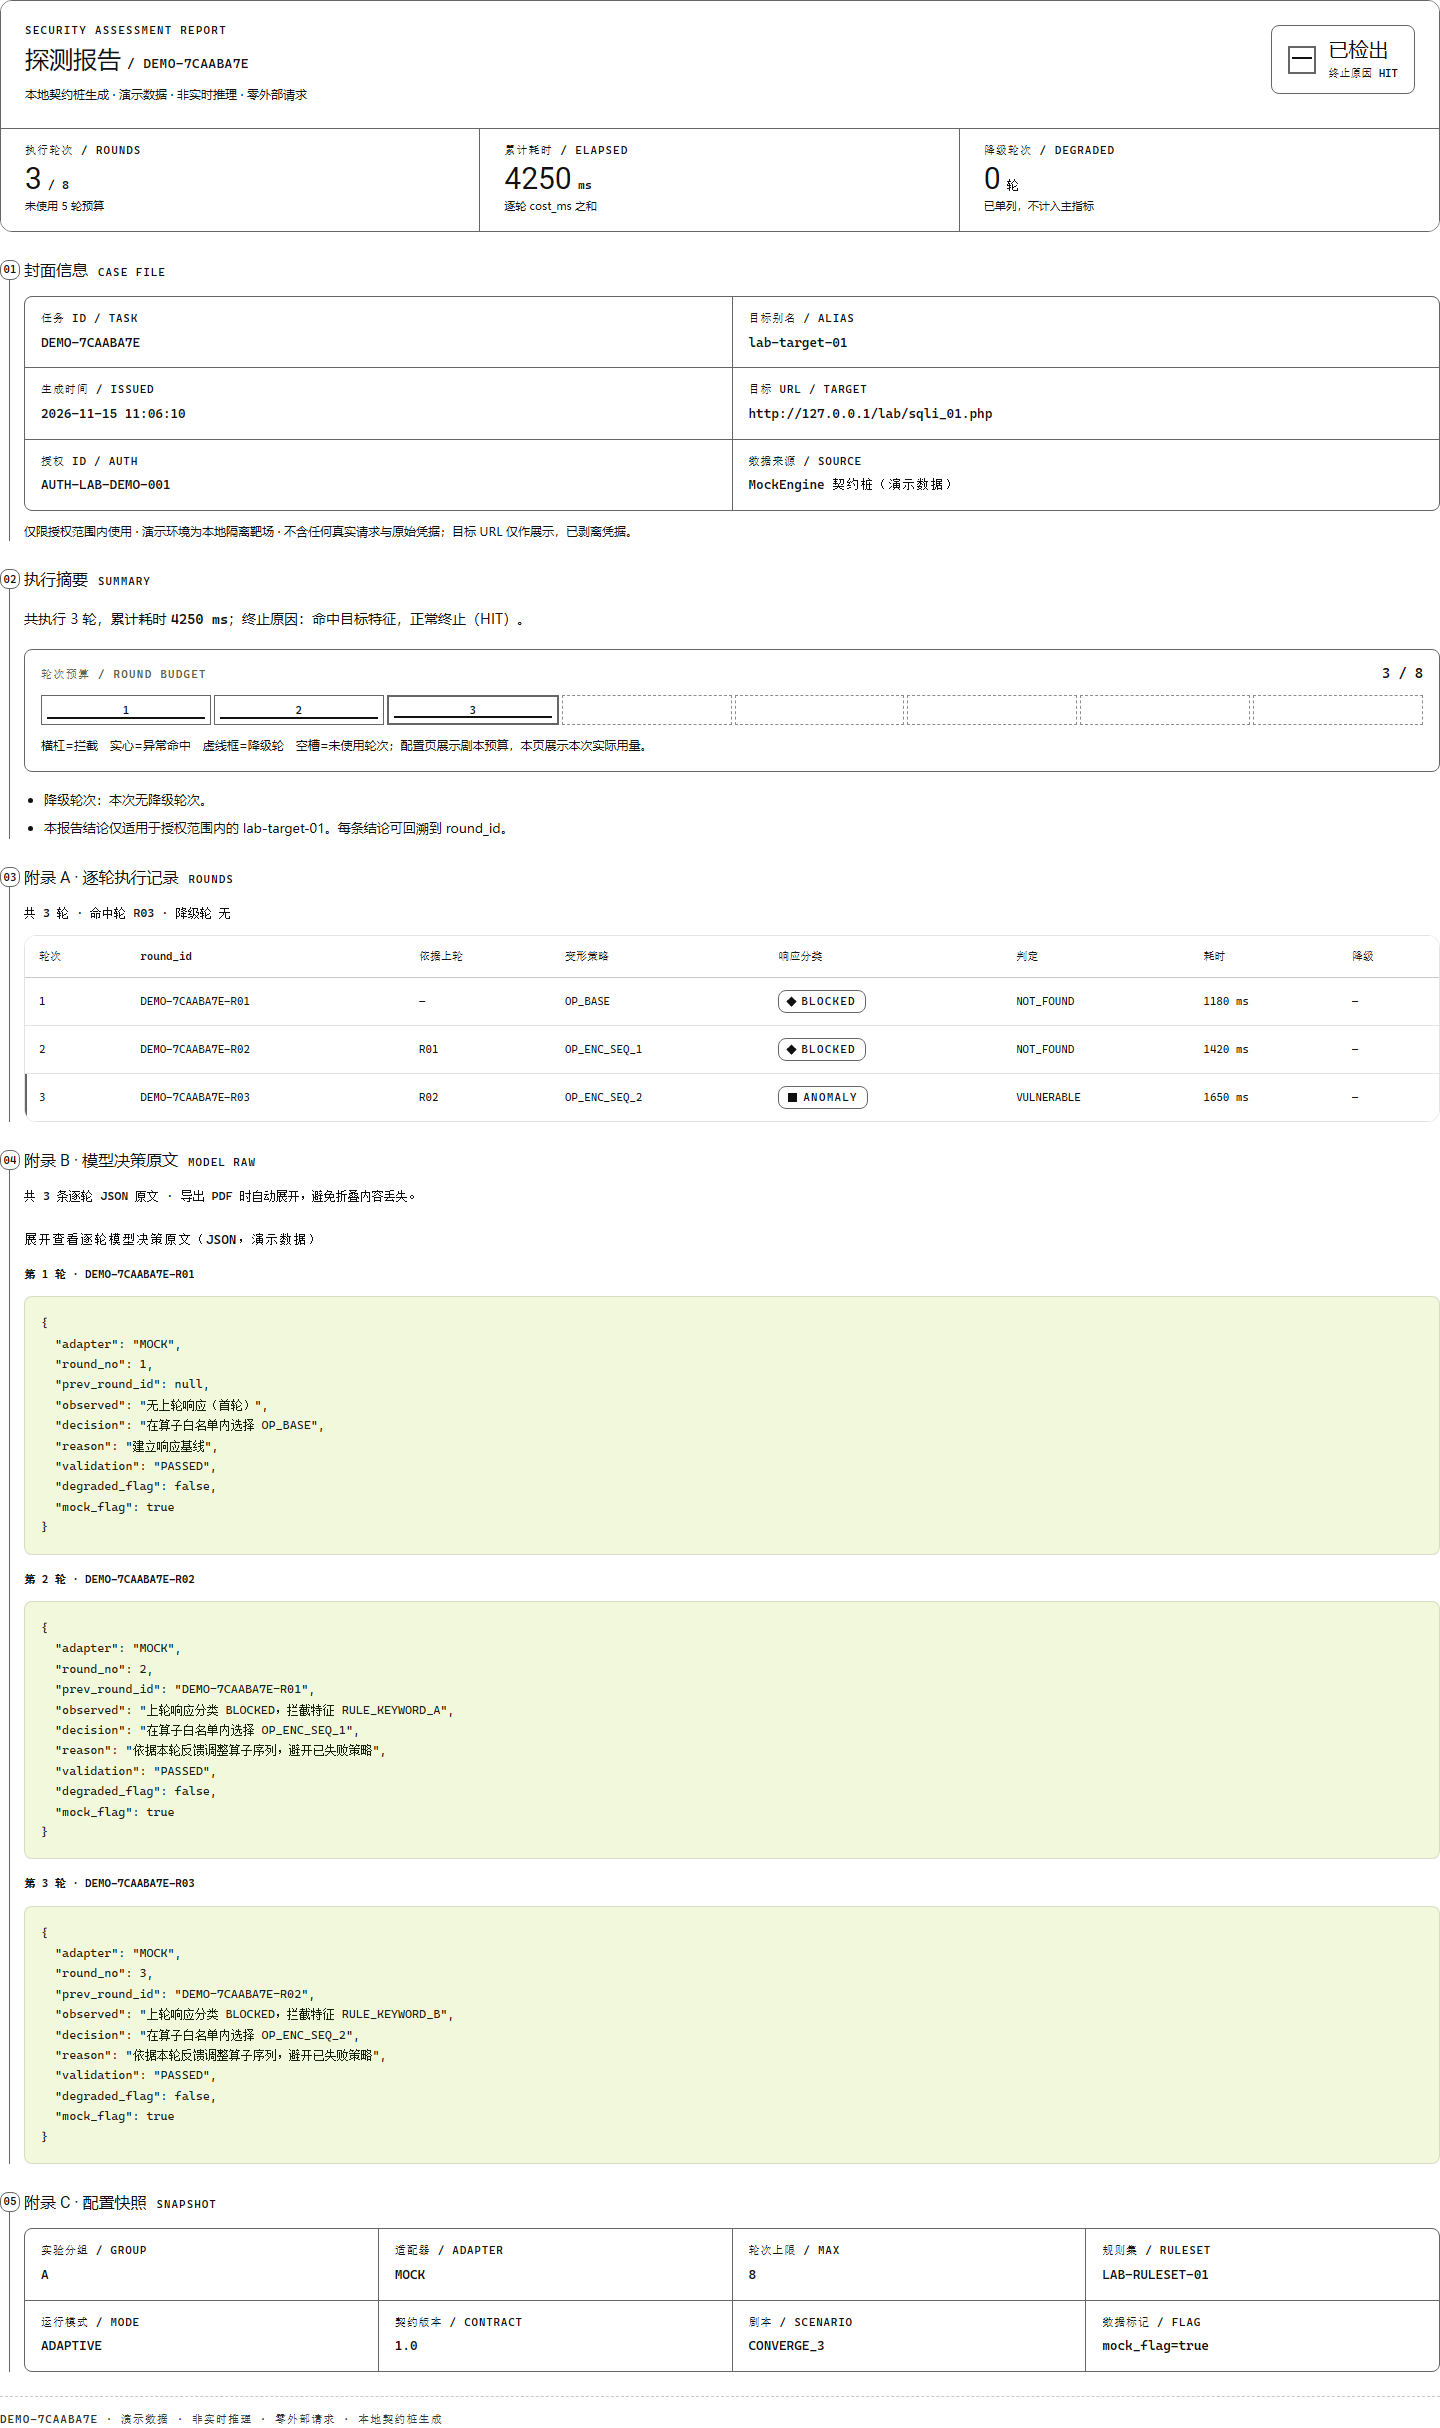 SECURITY ASSESSMENT REPORT
探测报告 / DEMO-7CAABA7E
本地契约桩生成 · 演示数据 · 非实时推理 · 零外部请求
已检出
终止原因 HIT
执行轮次 / ROUNDS
3 / 8
未使用 5 轮预算
累计耗时 / ELAPSED
4250 ms
逐轮 cost_ms 之和
降级轮次 / DEGRADED
0 轮
已单列，不计入主指标
01 封面信息 CASE FILE
任务 ID / TASK
DEMO-7CAABA7E
目标别名 / ALIAS
lab-target-01
生成时间 / ISSUED
2026-11-15 11:06:10
目标 URL / TARGET
http://127.0.0.1/lab/sqli_01.php
授权 ID / AUTH
AUTH-LAB-DEMO-001
数据来源 / SOURCE
MockEngine 契约桩（演示数据）
仅限授权范围内使用 · 演示环境为本地隔离靶场 · 不含任何真实请求与原始凭据；目标 URL 仅作展示，已剥离凭据。
02 执行摘要 SUMMARY
共执行 3 轮，累计耗时 4250 ms；终止原因：命中目标特征，正常终止（HIT）。
轮次预算 / ROUND BUDGET
3 / 8
1 2 3
横杠=拦截 实心=异常命中 虚线框=降级轮 空槽=未使用轮次；配置页展示剧本预算，本页展示本次实际用量。
• 降级轮次：本次无降级轮次。
• 本报告结论仅适用于授权范围内的 lab-target-01。每条结论可回溯到 round_id。
03 附录 A · 逐轮执行记录 ROUNDS
共 3 轮 · 命中轮 R03 · 降级轮 无
轮次 round_id 依据上轮 变形策略 响应分类 判定 耗时 降级
1 DEMO-7CAABA7E-R01 — OP_BASE ◆ BLOCKED NOT_FOUND 1180 ms —
2 DEMO-7CAABA7E-R02 R01 OP_ENC_SEQ_1 ◆ BLOCKED NOT_FOUND 1420 ms —
3 DEMO-7CAABA7E-R03 R02 OP_ENC_SEQ_2 ■ ANOMALY VULNERABLE 1650 ms —
04 附录 B · 模型决策原文 MODEL RAW
共 3 条逐轮 JSON 原文 · 导出 PDF 时自动展开，避免折叠内容丢失。
展开查看逐轮模型决策原文（JSON，演示数据）
第 1 轮 · DEMO-7CAABA7E-R01
{
"adapter": "MOCK",
"round_no": 1,
"prev_round_id": null,
"observed": "无上轮响应（首轮）",
"decision": "在算子白名单内选择 OP_BASE",
"reason": "建立响应基线",
"validation": "PASSED",
"degraded_flag": false,
"mock_flag": true
}
第 2 轮 · DEMO-7CAABA7E-R02
{
"adapter": "MOCK",
"round_no": 2,
"prev_round_id": "DEMO-7CAABA7E-R01",
"observed": "上轮响应分类 BLOCKED，拦截特征 RULE_KEYWORD_A",
"decision": "在算子白名单内选择 OP_ENC_SEQ_1",
"reason": "依据本轮反馈调整算子序列，避开已失败策略",
"validation": "PASSED",
"degraded_flag": false,
"mock_flag": true
}
第 3 轮 · DEMO-7CAABA7E-R03
{
"adapter": "MOCK",
"round_no": 3,
"prev_round_id": "DEMO-7CAABA7E-R02",
"observed": "上轮响应分类 BLOCKED，拦截特征 RULE_KEYWORD_B",
"decision": "在算子白名单内选择 OP_ENC_SEQ_2",
"reason": "依据本轮反馈调整算子序列，避开已失败策略",
"validation": "PASSED",
"degraded_flag": false,
"mock_flag": true
}
05 附录 C · 配置快照 SNAPSHOT
实验分组 / GROUP
A
适配器 / ADAPTER
MOCK
轮次上限 / MAX
8
规则集 / RULESET
LAB-RULESET-01
运行模式 / MODE
ADAPTIVE
契约版本 / CONTRACT
1.0
剧本 / SCENARIO
CONVERGE_3
数据标记 / FLAG
mock_flag=true
DEMO-7CAABA7E · 演示数据 · 非实时推理 · 零外部请求 · 本地契约桩生成